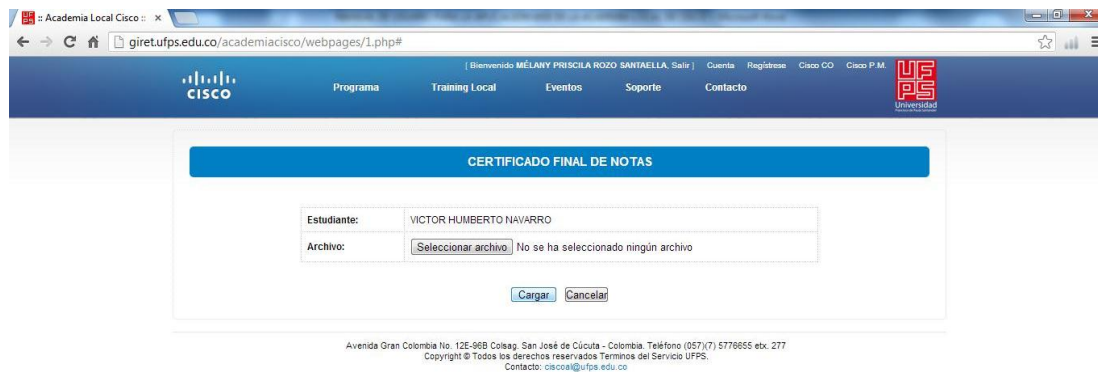 :: Academia Local Cisco ::
giret.ufps.edu.co/academiacisco/webpages/1.php#
[ Bienvenido MÉLANY PRISCILA ROZO SANTAELLA, Salir ] Cuenta Regístrese Cisco CO Cisco P.M.
CISCO
Programa Training Local Eventos Soporte Contacto
UFPS
Universidad
CERTIFICADO FINAL DE NOTAS
Estudiante: VICTOR HUMBERTO NAVARRO
Archivo: Seleccionar archivo No se ha seleccionado ningún archivo
Cargar Cancelar
Avenida Gran Colombia No. 12E-96B Colsag. San José de Cúcuta - Colombia. Teléfono (057)(7) 5776655 etx. 277
Copyright © Todos los derechos reservados Terminos del Servicio UFPS.
Contacto: ciscoal@ufps.edu.co